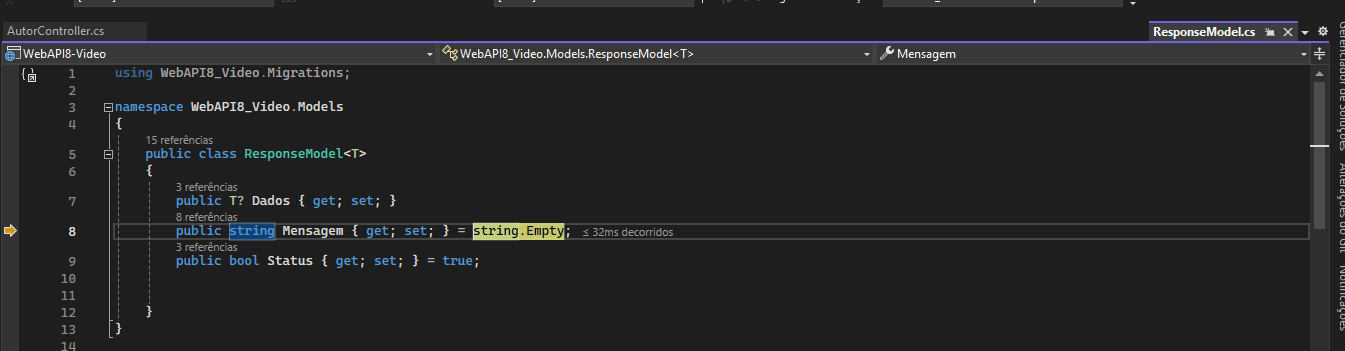 AutorController.cs
ResponseModel.cs
WebAPI8-Video
WebAPI8_Video.Models.ResponseModel<T>
Mensagem
1 using WebAPI8_Video.Migrations;
2
3 namespace WebAPI8_Video.Models
4 {
15 referências
5 public class ResponseModel<T>
6 {
3 referências
7 public T? Dados { get; set; }
8 referências
8 public string Mensagem { get; set; } = string.Empty; ≤ 32ms decorridos
3 referências
9 public bool Status { get; set; } = true;
10
11
12 }
13 }
14
Gerenciador de Soluções
Alterações do Git
Notificações